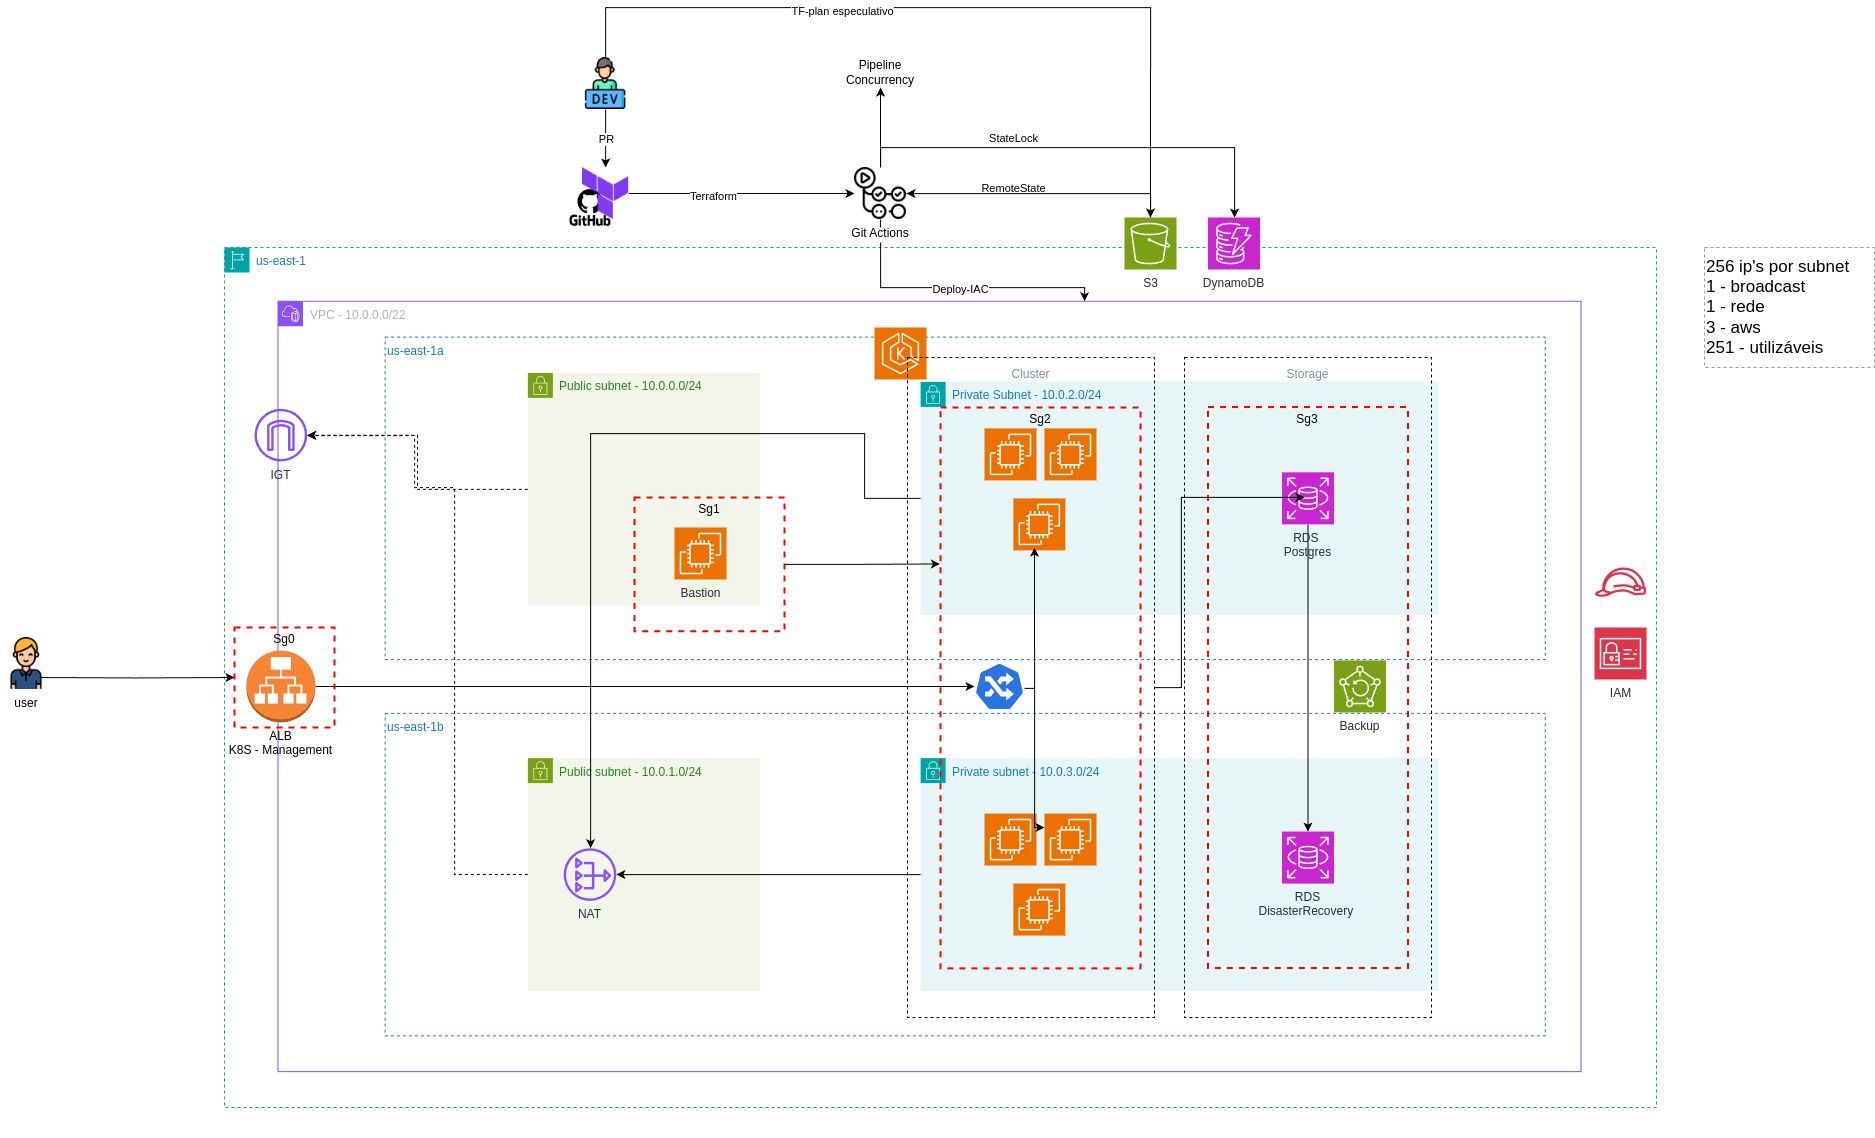 TF-plan especulativo
Pipeline
Concurrency
DEV
PR
StateLock
RemoteState
Terraform
GitHub
Git Actions
us-east-1
S3
DynamoDB
Deploy-IAC
256 ip's por subnet
1 - broadcast
1 - rede
3 - aws
251 - utilizáveis
VPC - 10.0.0.0/22
us-east-1a
Cluster
Storage
Public subnet - 10.0.0.0/24
Private Subnet - 10.0.2.0/24
Sg2
Sg3
IGT
Sg1
Bastion
RDS
Postgres
Sg0
user
ALB
K8S - Management
Backup
IAM
us-east-1b
Public subnet - 10.0.1.0/24
Private subnet - 10.0.3.0/24
NAT
RDS
DisasterRecovery